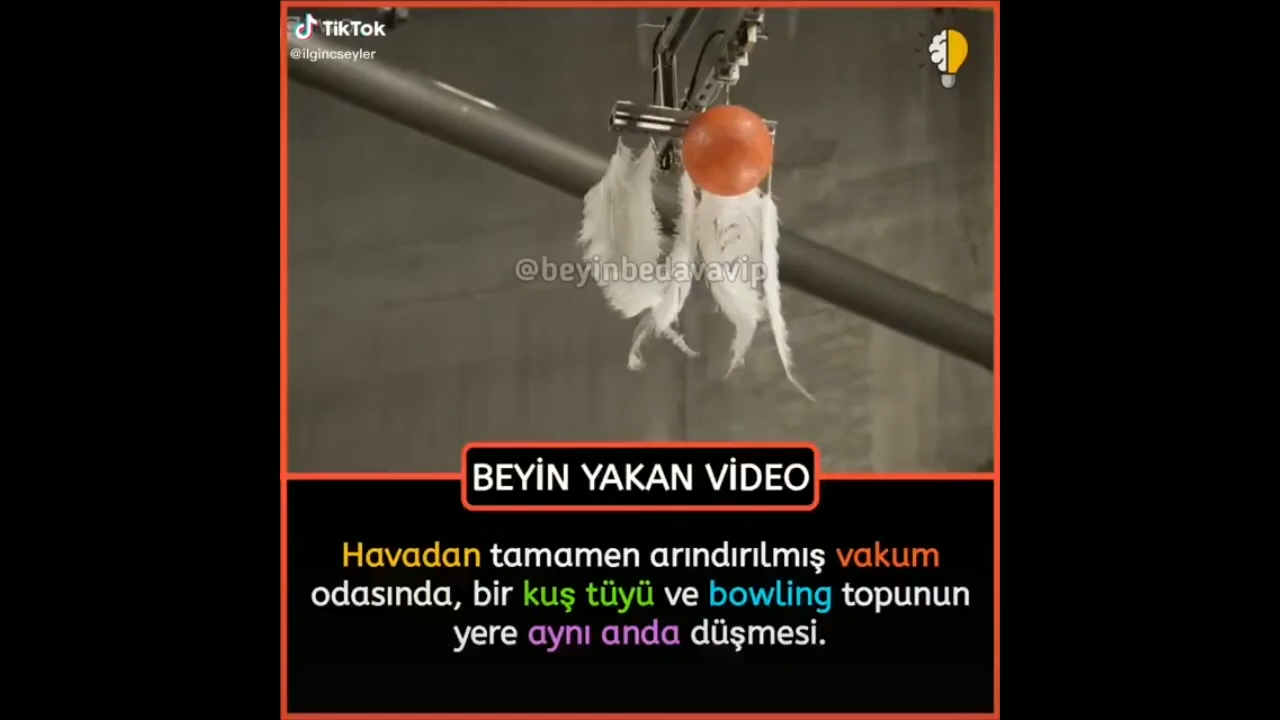 TikTok
@ilgincseyler
@beyinbedavavip
BEYİN YAKAN VİDEO
Havadan tamamen arındırılmış vakum
odasında, bir kuş tüyü ve bowling topunun
yere aynı anda düşmesi.